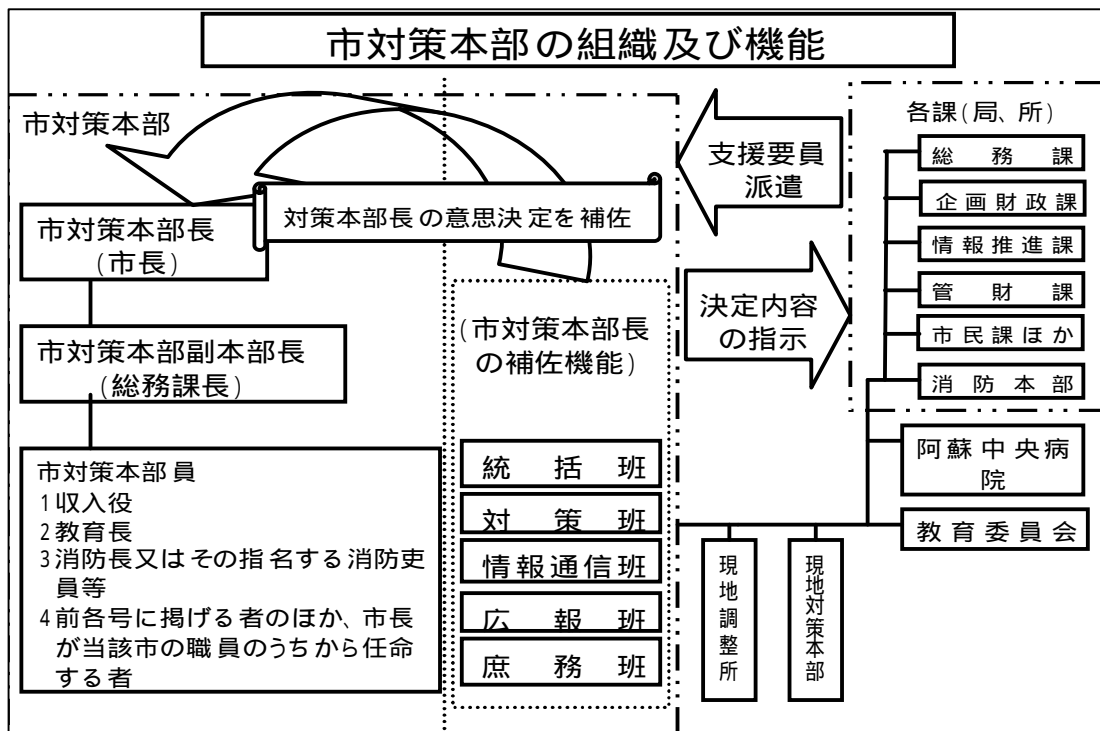 市対策本部の組織及び機能
市対策本部
対策本部長の意思決定を補佐
市対策本部長
(市長)
市対策本部副本部長
(総務課長)
市対策本部員
1収入役
2教育長
3消防長又はその指名する消防吏
員等
4前各号に掲げる者のほか、市長
が当該市の職員のうちから任命
する者
(市対策本部長
の補佐機能)
統括班
対策班
情報通信班
広報班
庶務班
支援要員
派遣
決定内容
の指示
各課(局、所)
総務課
企画財政課
情報推進課
管財課
市民課ほか
消防本部
阿蘇中央病
院
教育委員会
現地調整所
現地対策本部